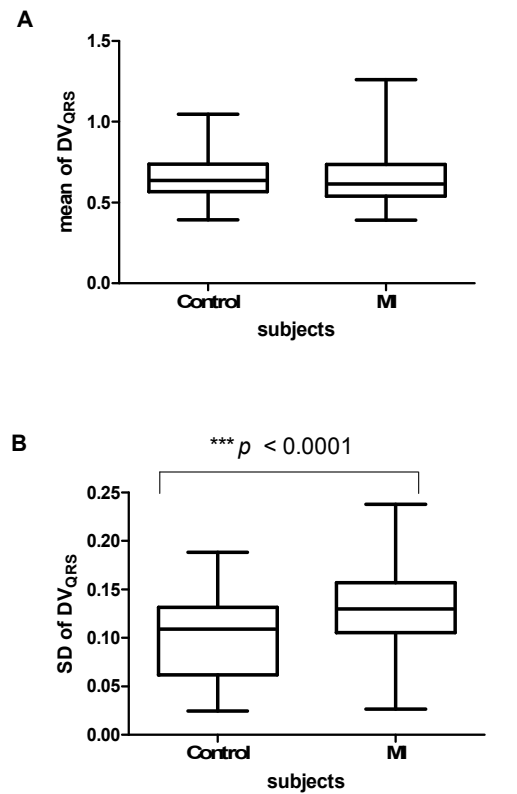 A
1.5
1.0
0.5
0.0
mean of DVQRS
Control MI
subjects
B
*** p < 0.0001
0.25
0.20
0.15
0.10
0.05
0.00
SD of DVQRS
Control MI
subjects